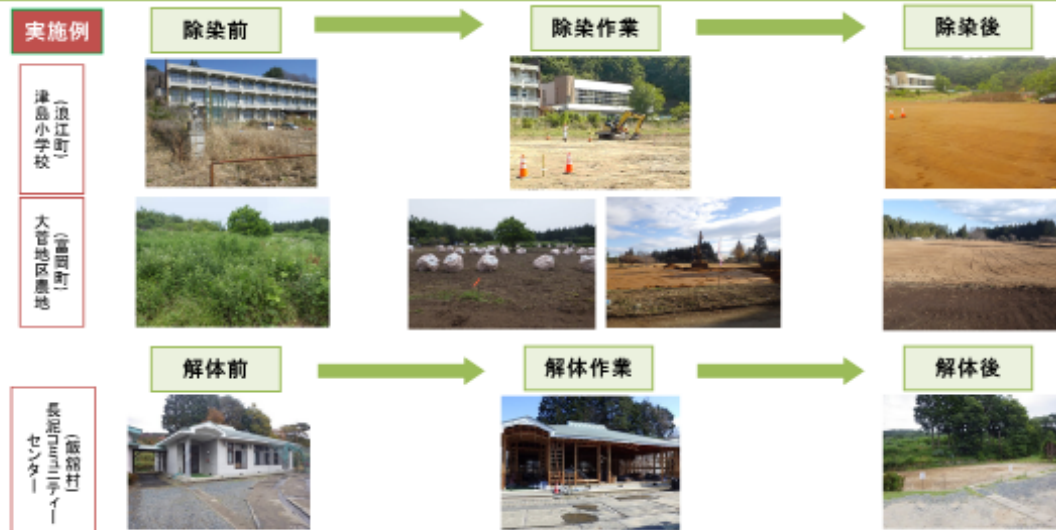 実施例
除染前
除染作業
除染後
津島小学校
(浪江町)
大菅地区農地
(富岡町)
解体前
解体作業
解体後
長泥コミュニティー
センター
(飯舘村)